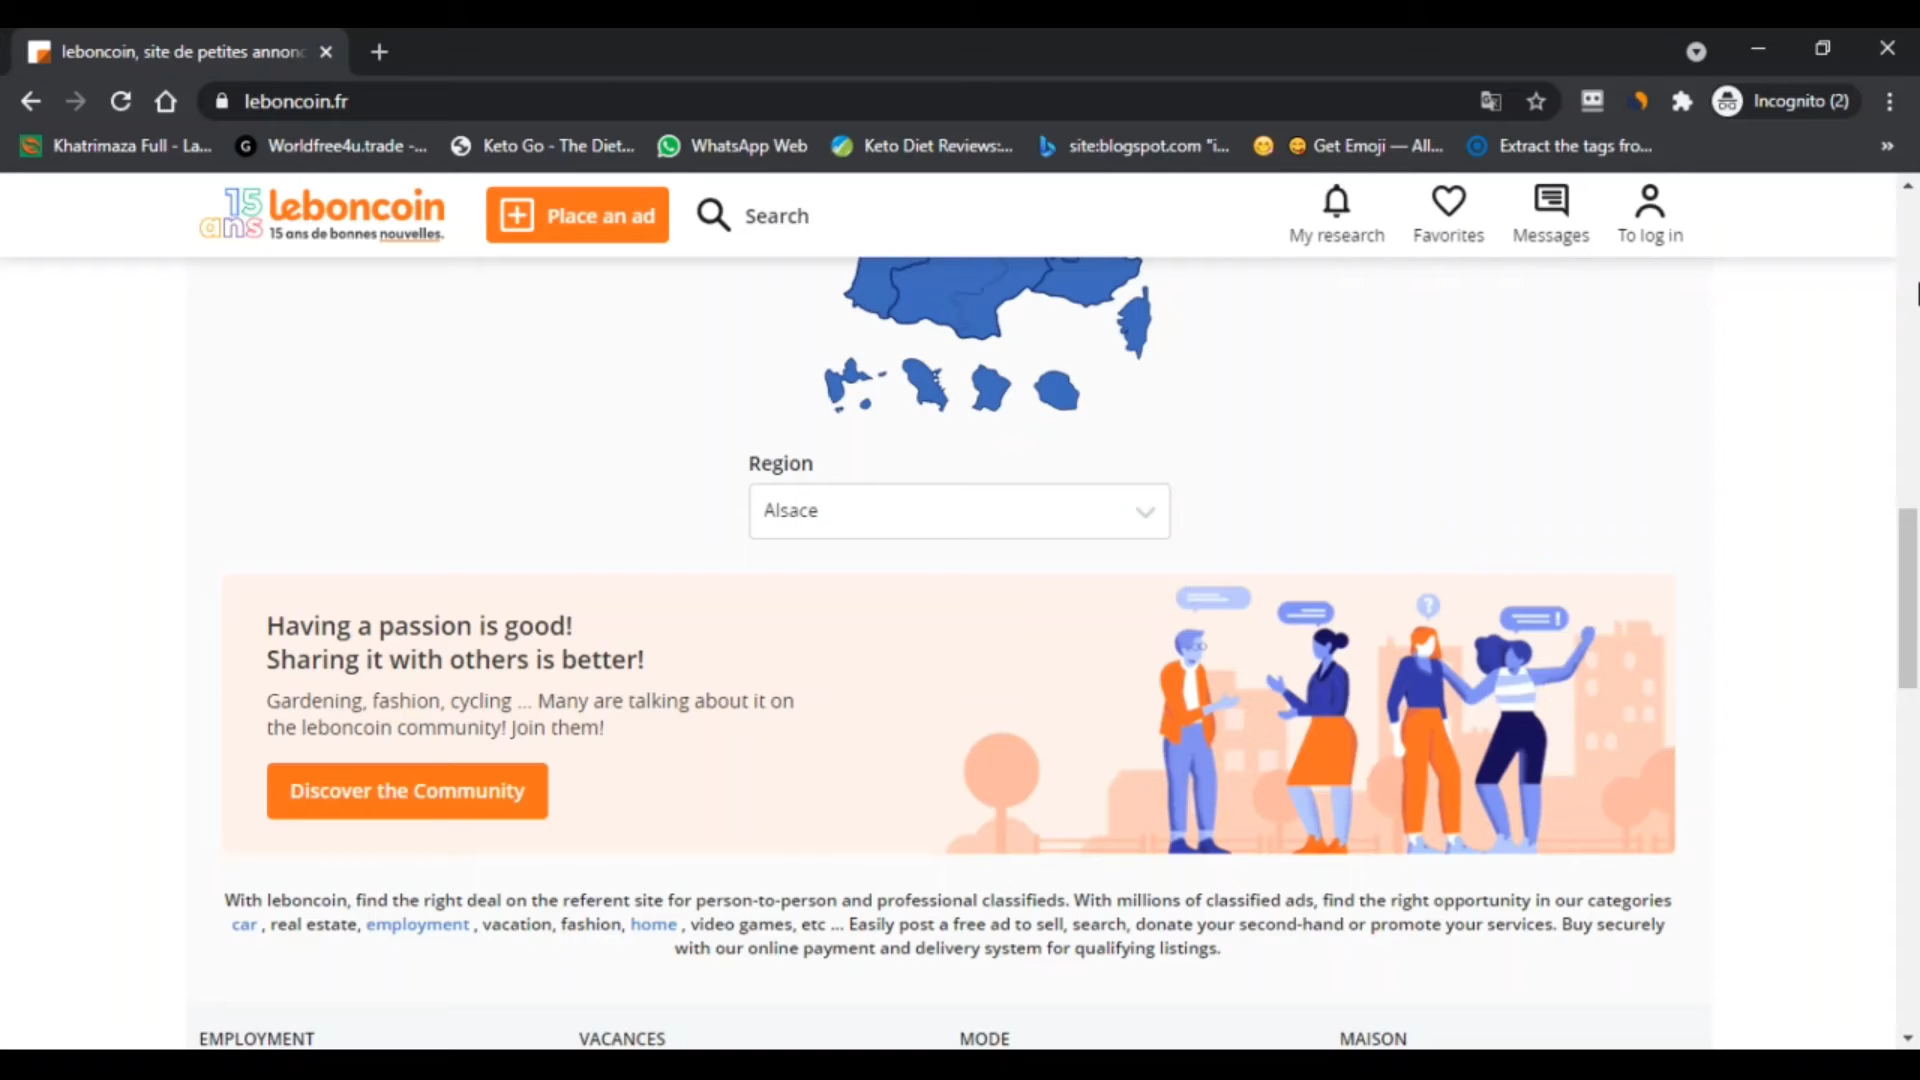 leboncoin, site de petites annonc
leboncoin.fr
Incognito (2)
Khatrimaza Full - La...
G Worldfree4u.trade -...
Keto Go - The Diet...
WhatsApp Web
Keto Diet Reviews:...
site:blogspot.com "i...
Get Emoji — All...
Extract the tags fro...
»
15 ans
leboncoin
15 ans de bonnes nouvelles.
Place an ad
Search
My research
Favorites
Messages
To log in
Region
Alsace
Having a passion is good!
Sharing it with others is better!
Gardening, fashion, cycling ... Many are talking about it on
the leboncoin community! Join them!
Discover the Community
?
!
With leboncoin, find the right deal on the referent site for person-to-person and professional classifieds. With millions of classified ads, find the right opportunity in our categories
car , real estate, employment , vacation, fashion, home , video games, etc ... Easily post a free ad to sell, search, donate your second-hand or promote your services. Buy securely
with our online payment and delivery system for qualifying listings.
EMPLOYMENT
VACANCES
MODE
MAISON